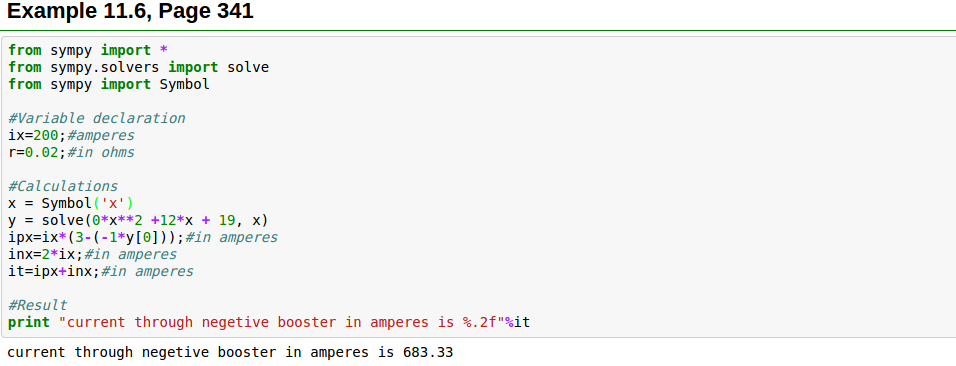 Example 11.6, Page 341
from sympy import *
from sympy.solvers import solve
from sympy import Symbol
#Variable declaration
ix=200;#amperes
r=0.02;#in ohms
#Calculations
x = Symbol('x')
y = solve(0*x**2 +12*x + 19, x)
ipx=ix*(3-(-1*y[0]));#in amperes
inx=2*ix;#in amperes
it=ipx+inx;#in amperes
#Result
print "current through negetive booster in amperes is %.2f"%it
current through negetive booster in amperes is 683.33